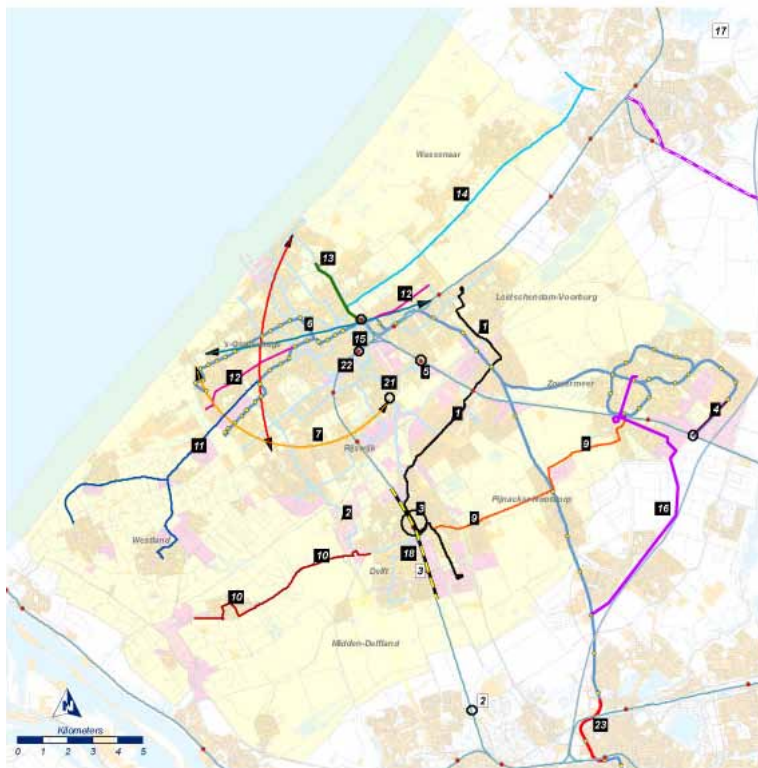 17
Wassenaar
14
13
12
Leidschendam-Voorburg
6
1
15
's-Gravenhage
22
5
Zoetermeer
12
21
4
1
7
11
Rijswijk
9
Pijnacker-Nootdorp
16
2
3
9
Westland
10
18
3
Delft
10
Midden-Delfland
2
23
Kilometers
0 1 2 3 4 5